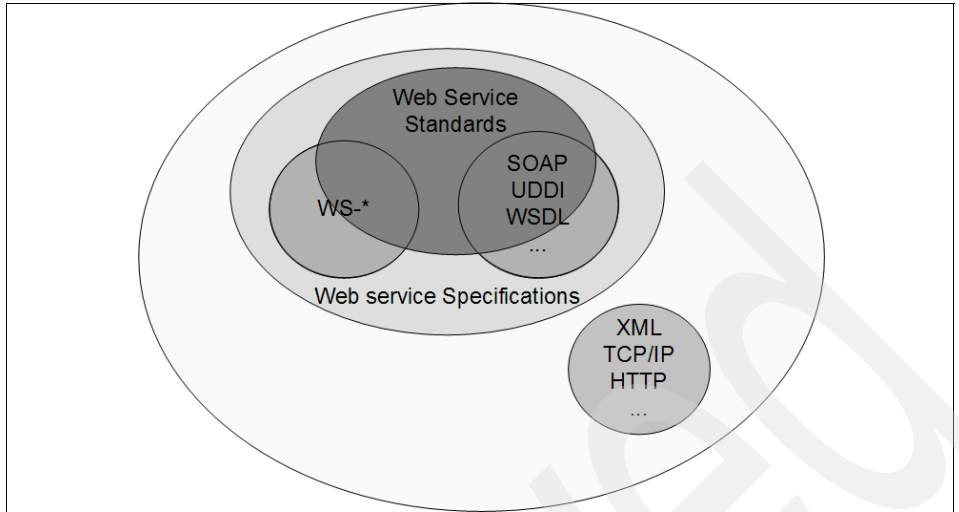 Web Service
Standards
SOAP
UDDI
WSDL
...
WS-*
Web service Specifications
XML
TCP/IP
HTTP
...